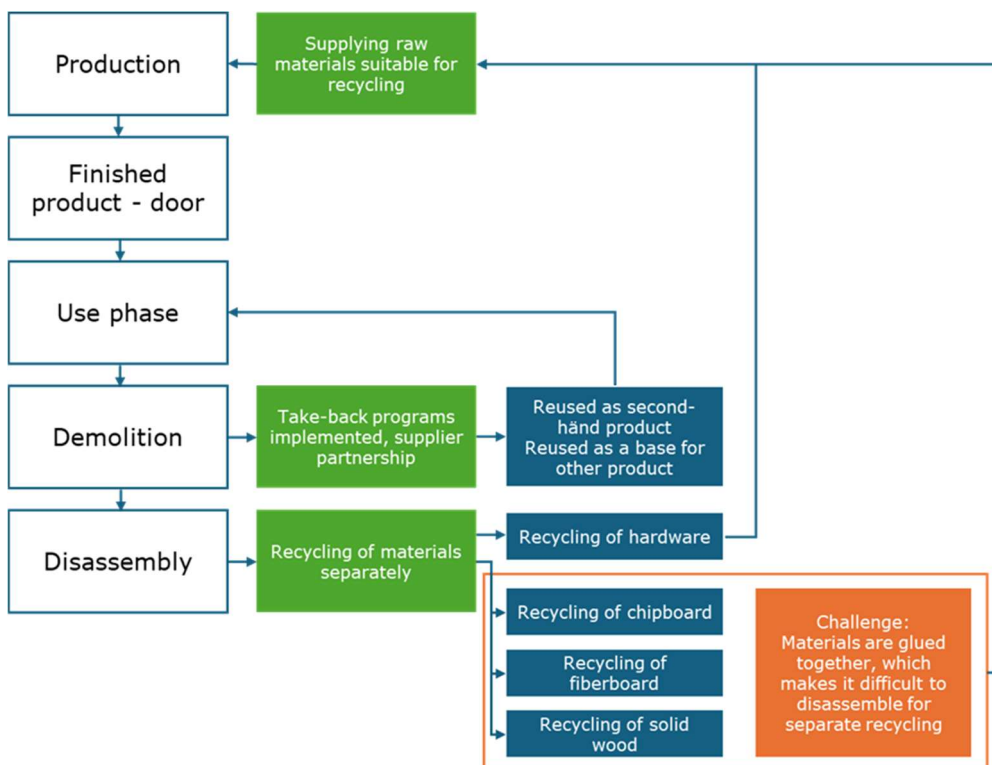 Production
Supplying raw
materials suitable for
recycling
Finished
product - door
Use phase
Demolition
Take-back programs
implemented, supplier
partnership
Reused as second-
händ product
Reused as a base for
other product
Disassembly
Recycling of materials
separately
Recycling of hardware
Recycling of chipboard
Recycling of
fiberboard
Recycling of solid
wood
Challenge:
Materials are glued
together, which
makes it difficult to
disassemble for
separate recycling